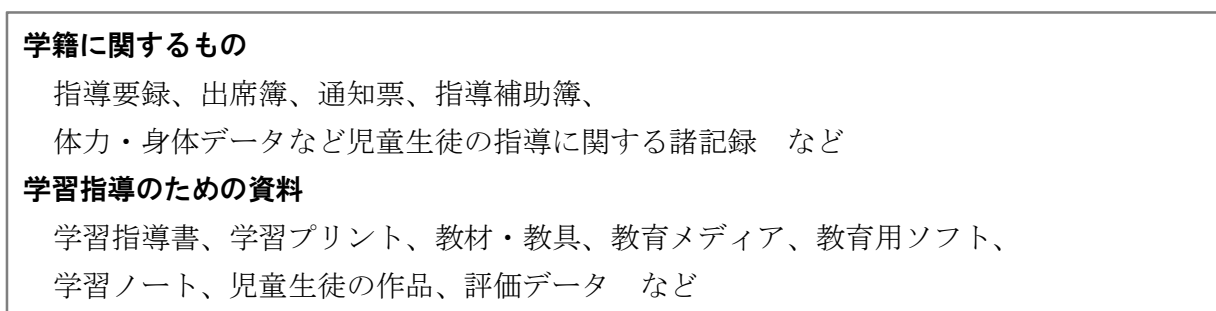 学籍に関するもの
指導要録、出席簿、通知票、指導補助簿、
体力・身体データなど児童生徒の指導に関する諸記録　など
学習指導のための資料
学習指導書、学習プリント、教材・教具、教育メディア、教育用ソフト、
学習ノート、児童生徒の作品、評価データ　など